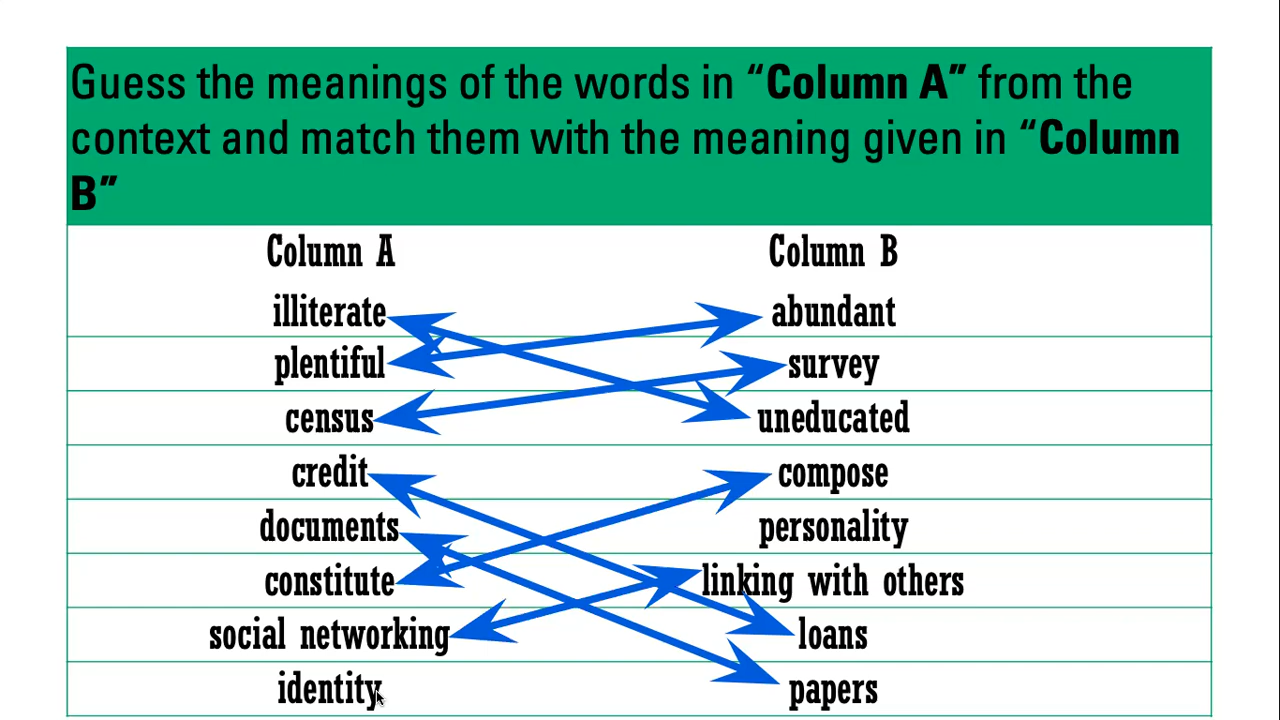 Guess the meanings of the words in “Column A” from the
context and match them with the meaning given in “Column
B”
Column A Column B
illiterate abundant
plentiful survey
census uneducated
credit compose
documents personality
constitute linking with others
social networking loans
identity papers